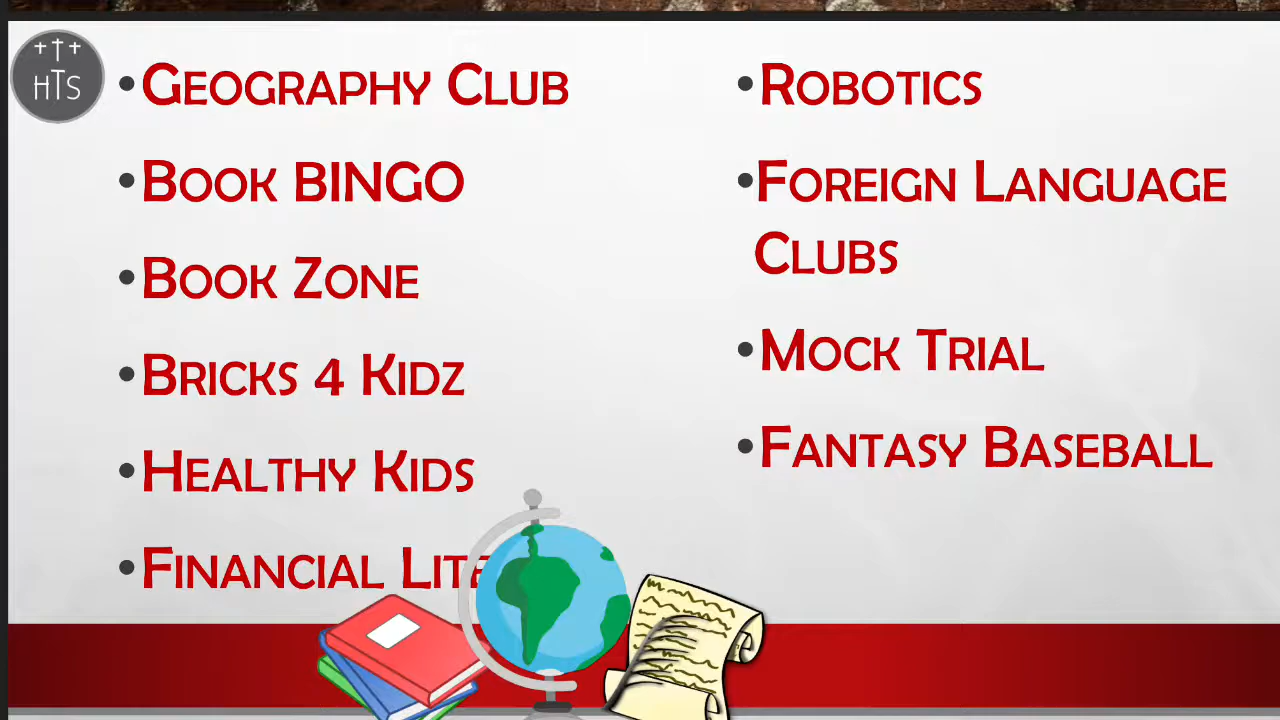 HTS
• GEOGRAPHY CLUB
• BOOK BINGO
• BOOK ZONE
• BRICKS 4 KIDZ
• HEALTHY KIDS
• FINANCIAL
• ROBOTICS
• FOREIGN LANGUAGE
CLUBS
• MOCK TRIAL
• FANTASY BASEBALL